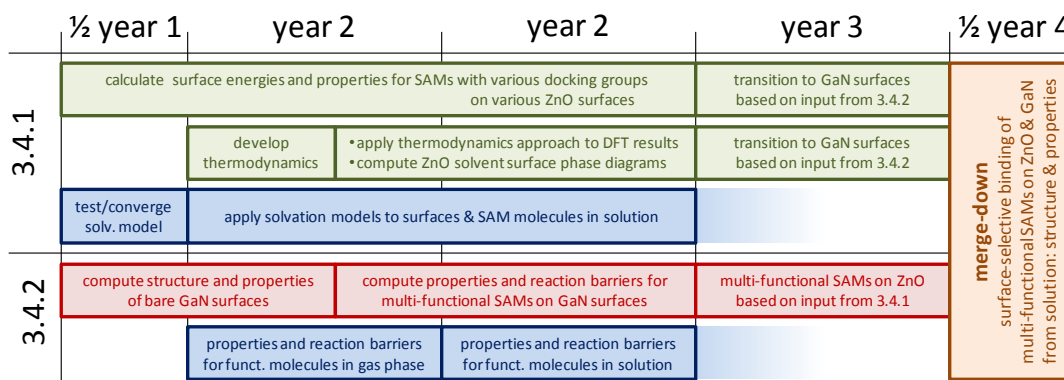 ½ year 1
year 2
year 2
year 3
½ year 4
3.4.1
calculate surface energies and properties for SAMs with various docking groups
on various ZnO surfaces
transition to GaN surfaces
based on input from 3.4.2
develop
thermodynamics
• apply thermodynamics approach to DFT results
• compute ZnO solvent surface phase diagrams
transition to GaN surfaces
based on input from 3.4.2
test/converge
solv. model
apply solvation models to surfaces & SAM molecules in solution
3.4.2
compute structure and properties
of bare GaN surfaces
compute properties and reaction barriers for
multi-functional SAMs on GaN surfaces
multi-functional SAMs on ZnO
based on input from 3.4.1
properties and reaction barriers
for funct. molecules in gas phase
properties and reaction barriers
for funct. molecules in solution
merge-down
surface-selective binding of
multi-functional SAMs on ZnO & GaN
from solution: structure & properties